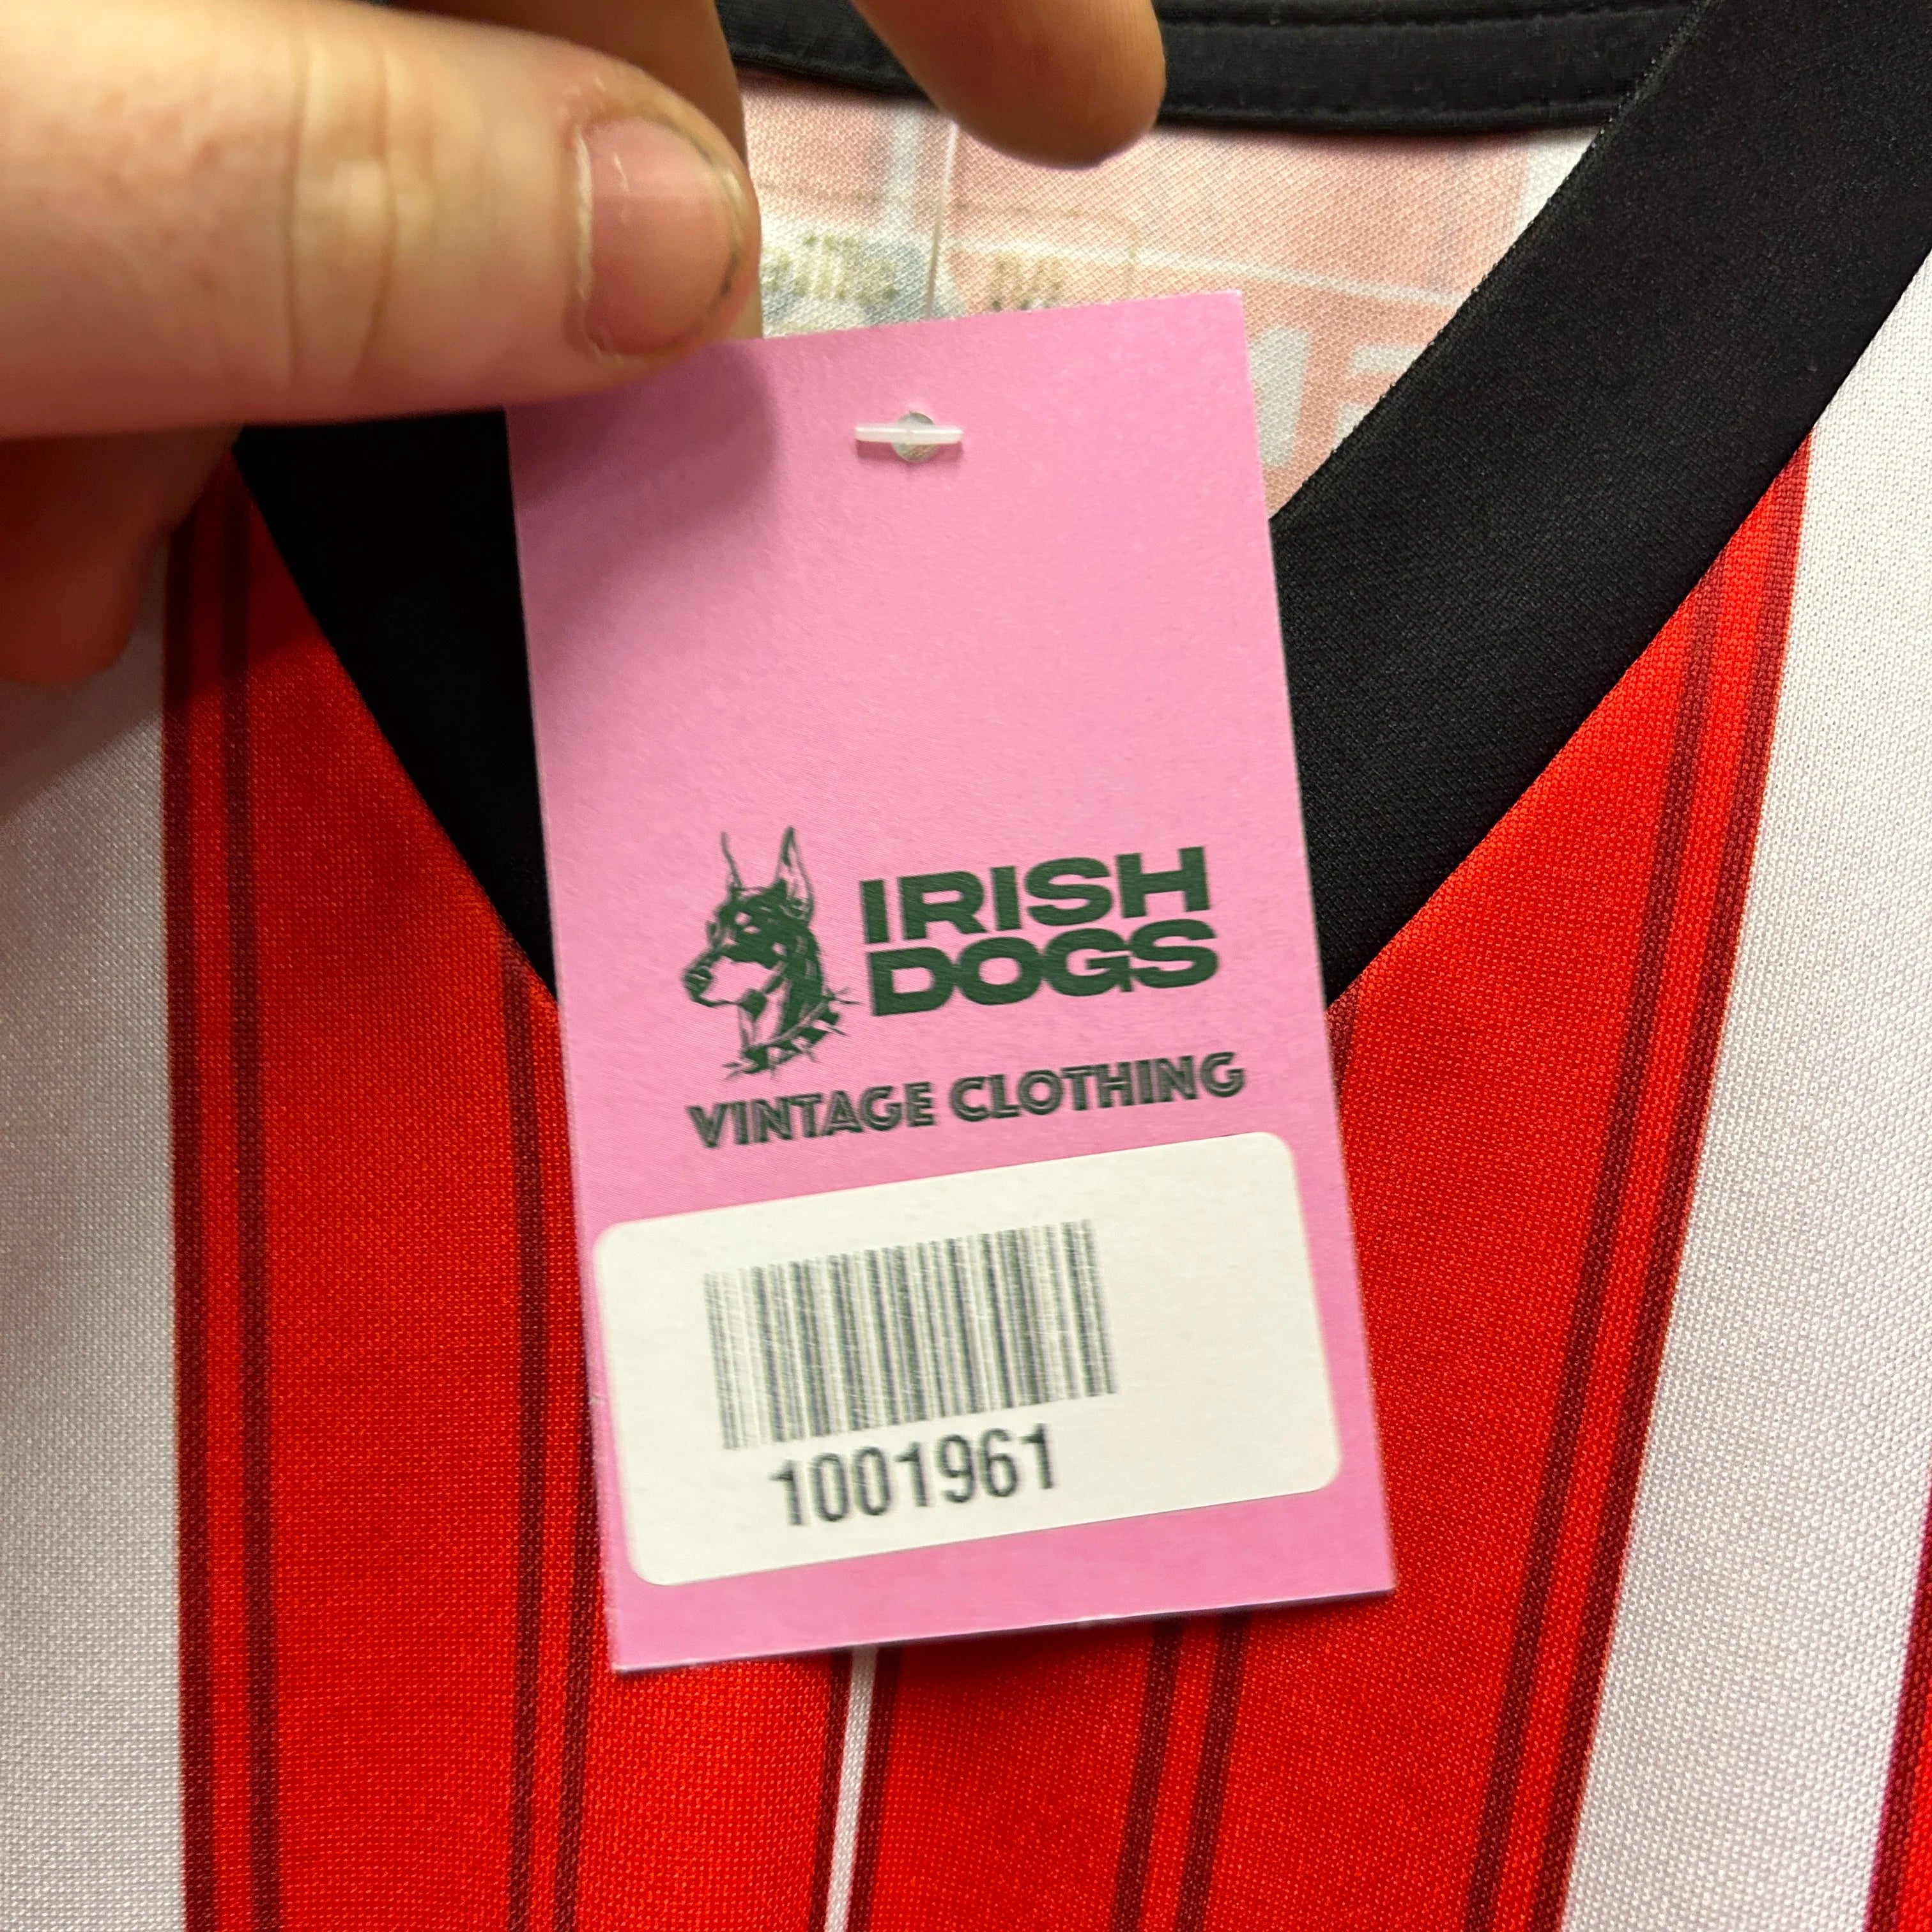 IRISH
DOGS
VINTAGE CLOTHING
1001961